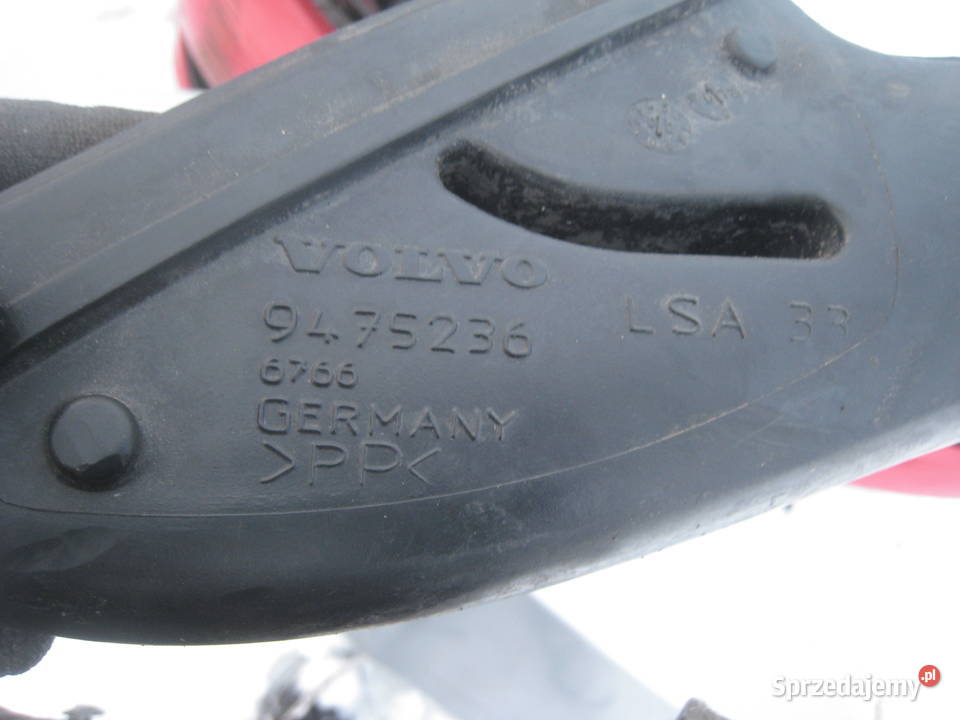 VOLVO
9475236
LSA 33
6766
GERMANY
>PP<
Sprzedajemy.pl